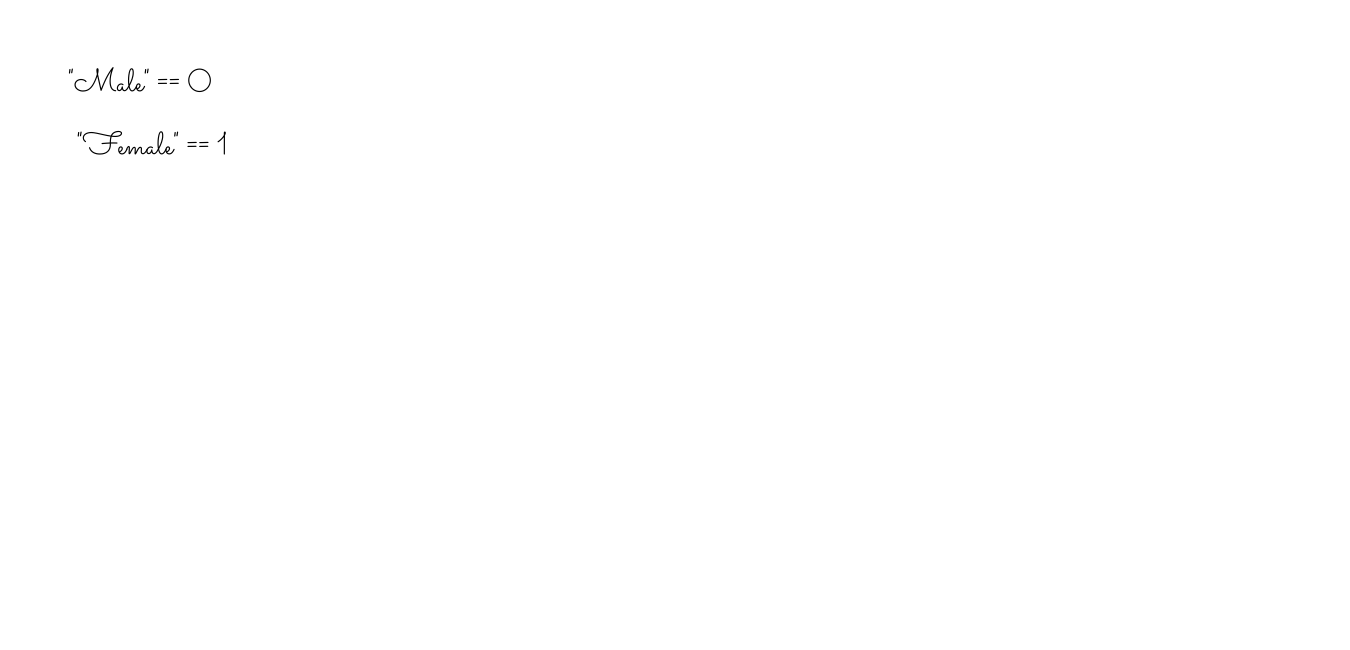 "Male" == 0
"Female" == 1